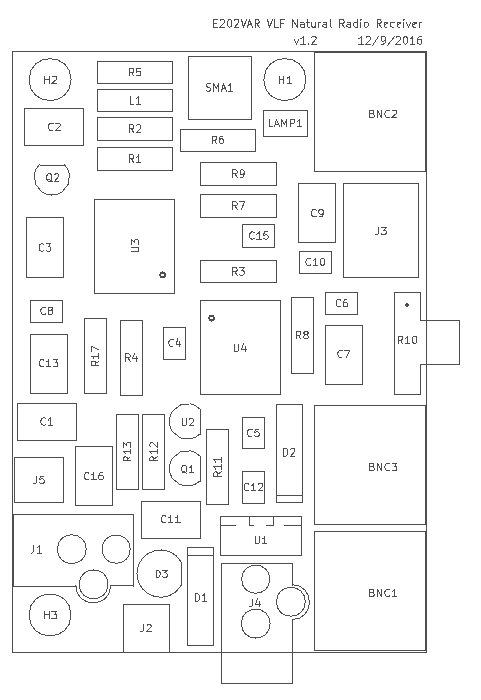 E202VAR VLF Natural Radio Receiver
v1.2 12/9/2016
H2
R5
SMA1
H1
BNC2
L1
C2
R2
LAMP1
R6
R1
Q2
R9
R7
C9
J3
C15
U3
C3
C10
R3
C8
C6
U4
R8
R10
C4
R17
R4
C7
C13
C1
U2
C5
R13
R12
D2
R11
BNC3
Q1
J5
C16
C12
C11
U1
J1
D3
D1
J4
BNC1
H3
J2